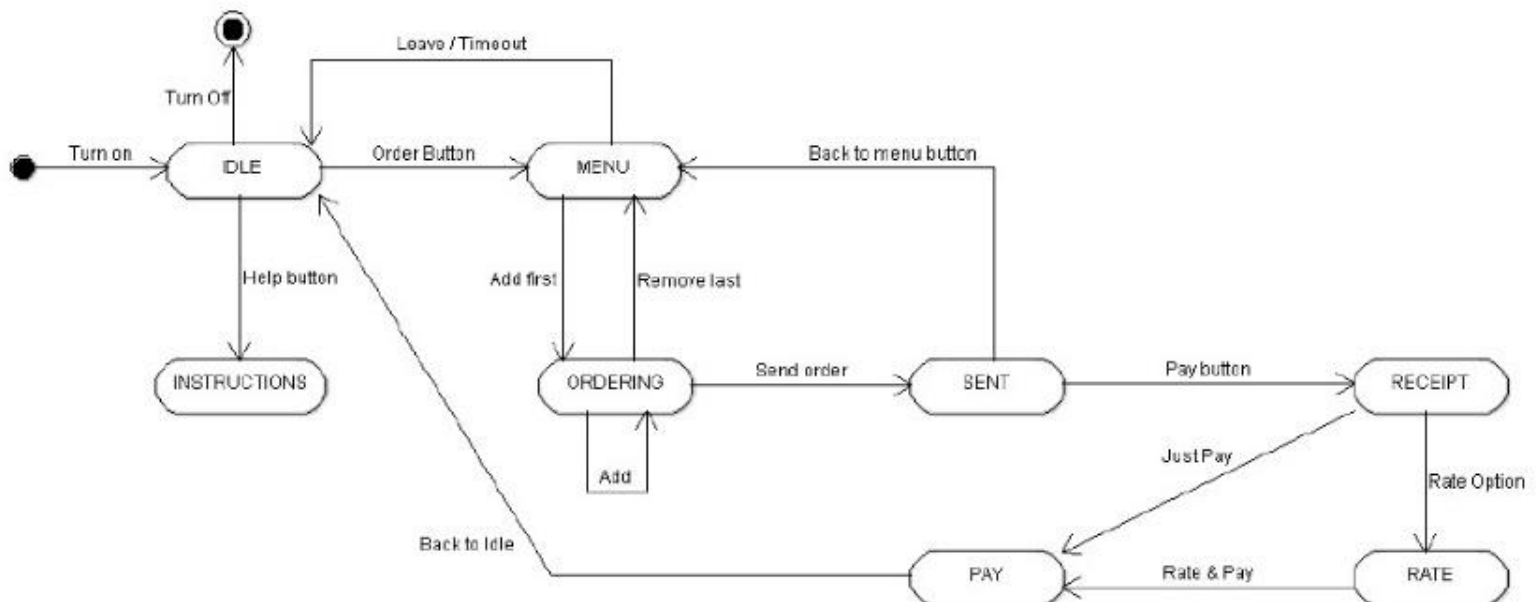 Leave / Timeout
Turn Off
Turn on
IDLE
Order Button
MENU
Back to menu button
Help button
Add first
Remove last
INSTRUCTIONS
ORDERING
Send order
SENT
Pay button
RECEIPT
Just Pay
Add
Rate Option
Back to Idle
PAY
Rate & Pay
RATE